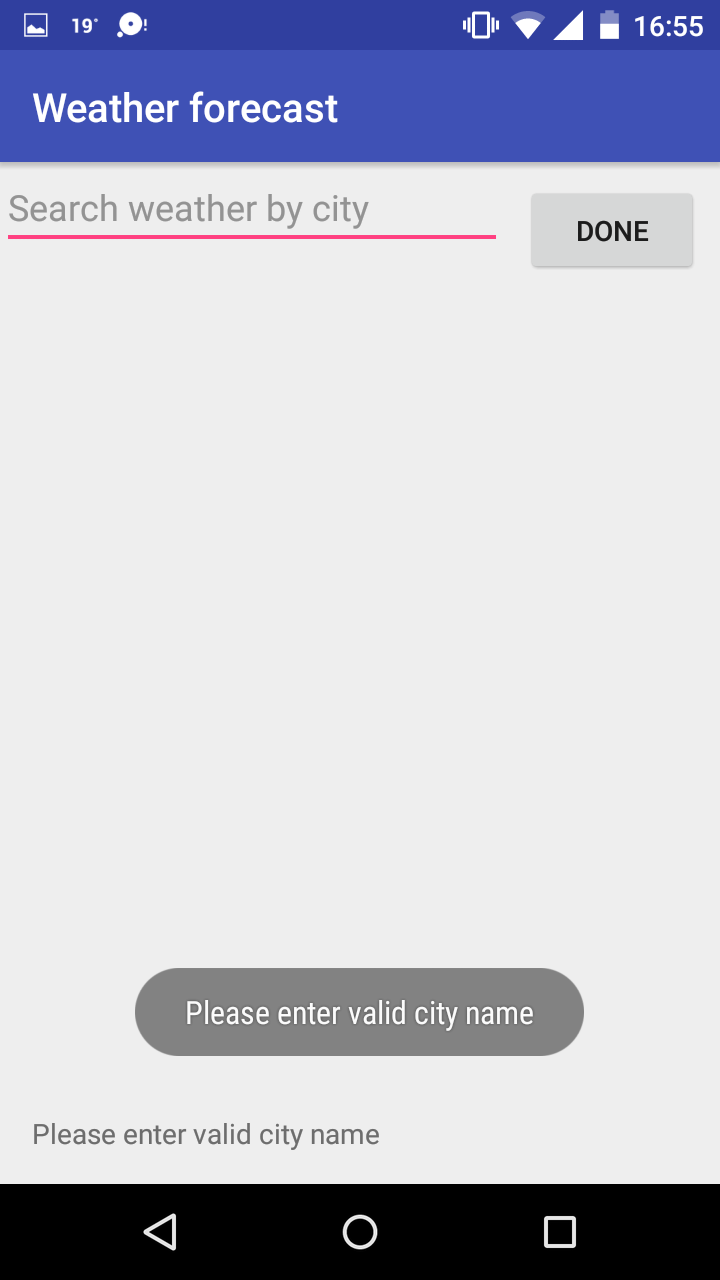 19° 16:55
Weather forecast
Search weather by city
DONE
Please enter valid city name
Please enter valid city name